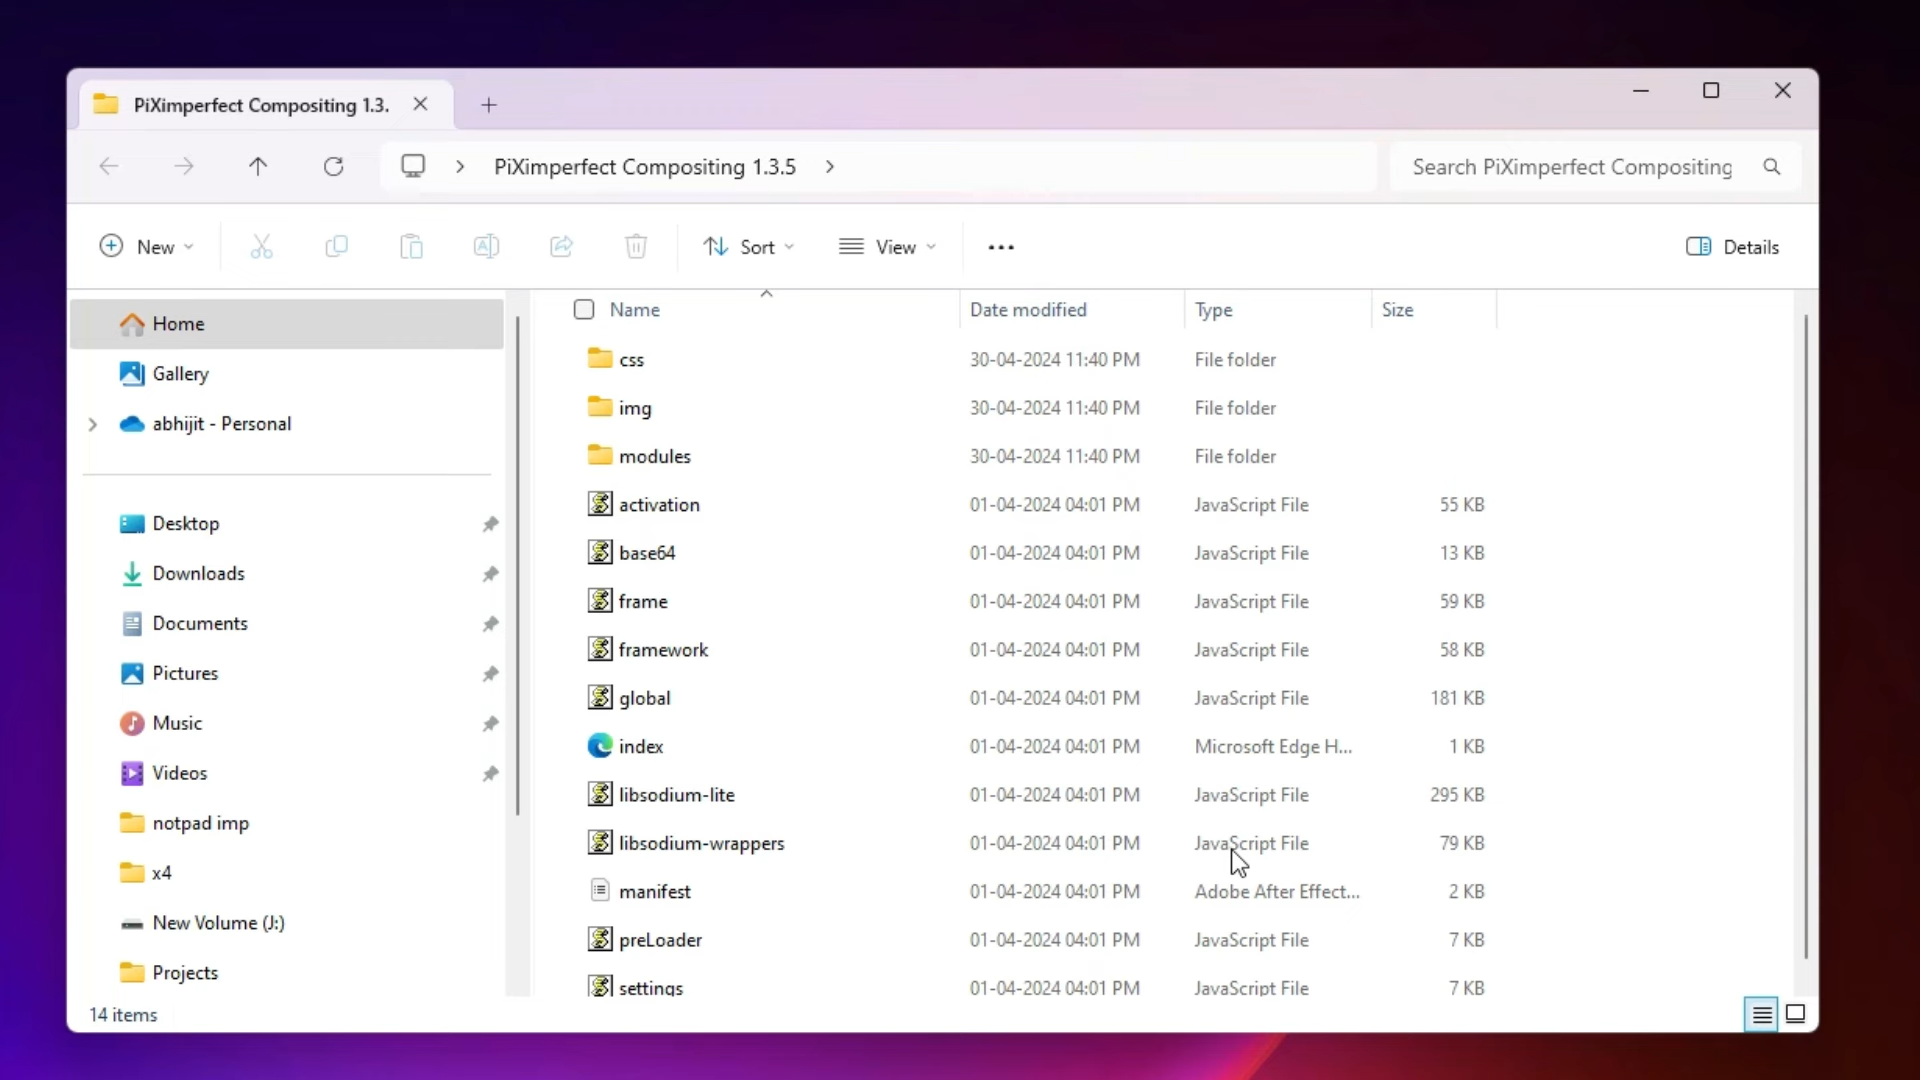 PiXimperfect Compositing 1.3.
PiXimperfect Compositing 1.3.5
Search PiXimperfect Compositing
New
Sort
View
Details
Home
Gallery
abhijit - Personal
Desktop
Downloads
Documents
Pictures
Music
Videos
notpad imp
x4
New Volume (J:)
Projects
Name Date modified Type Size
css 30-04-2024 11:40 PM File folder
img 30-04-2024 11:40 PM File folder
modules 30-04-2024 11:40 PM File folder
activation 01-04-2024 04:01 PM JavaScript File 55 KB
base64 01-04-2024 04:01 PM JavaScript File 13 KB
frame 01-04-2024 04:01 PM JavaScript File 59 KB
framework 01-04-2024 04:01 PM JavaScript File 58 KB
global 01-04-2024 04:01 PM JavaScript File 181 KB
index 01-04-2024 04:01 PM Microsoft Edge H... 1 KB
libsodium-lite 01-04-2024 04:01 PM JavaScript File 295 KB
libsodium-wrappers 01-04-2024 04:01 PM JavaScript File 79 KB
manifest 01-04-2024 04:01 PM Adobe After Effect... 2 KB
preLoader 01-04-2024 04:01 PM JavaScript File 7 KB
settings 01-04-2024 04:01 PM JavaScript File 7 KB
14 items